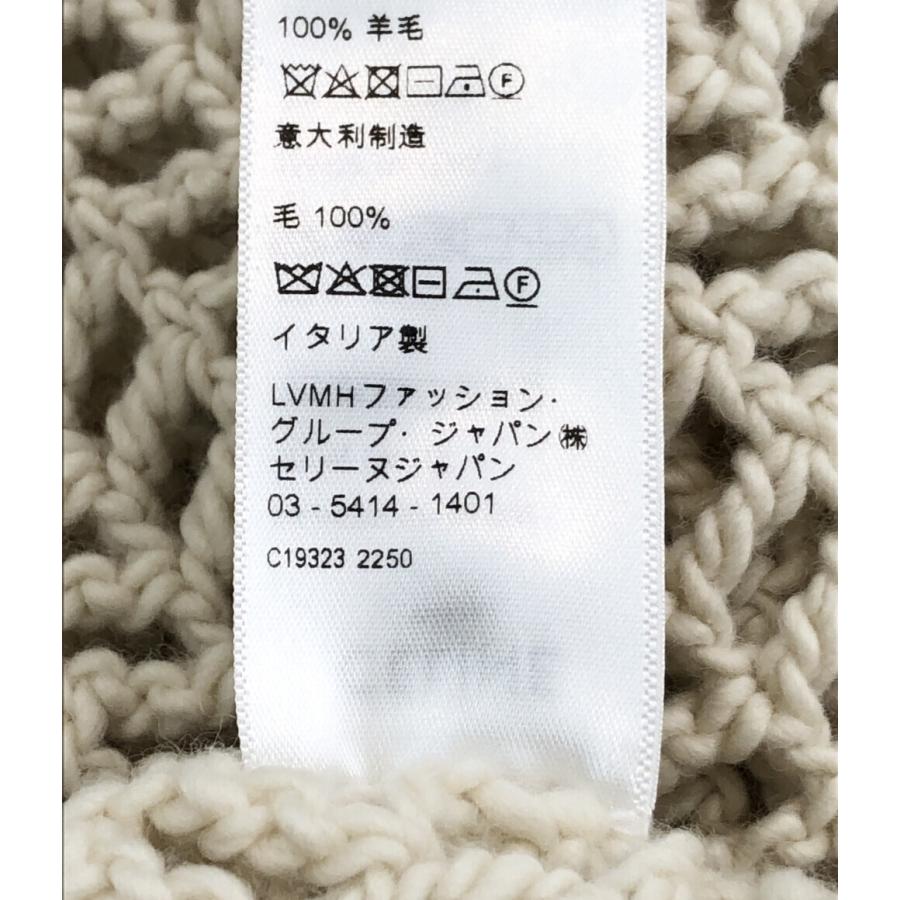 100% 羊毛
F
意大利制造
毛 100%
F
イタリア製
LVMHファッション·
グループ· ジャパン㈱
セリーヌジャパン
03 - 5414 - 1401
C19323 2250